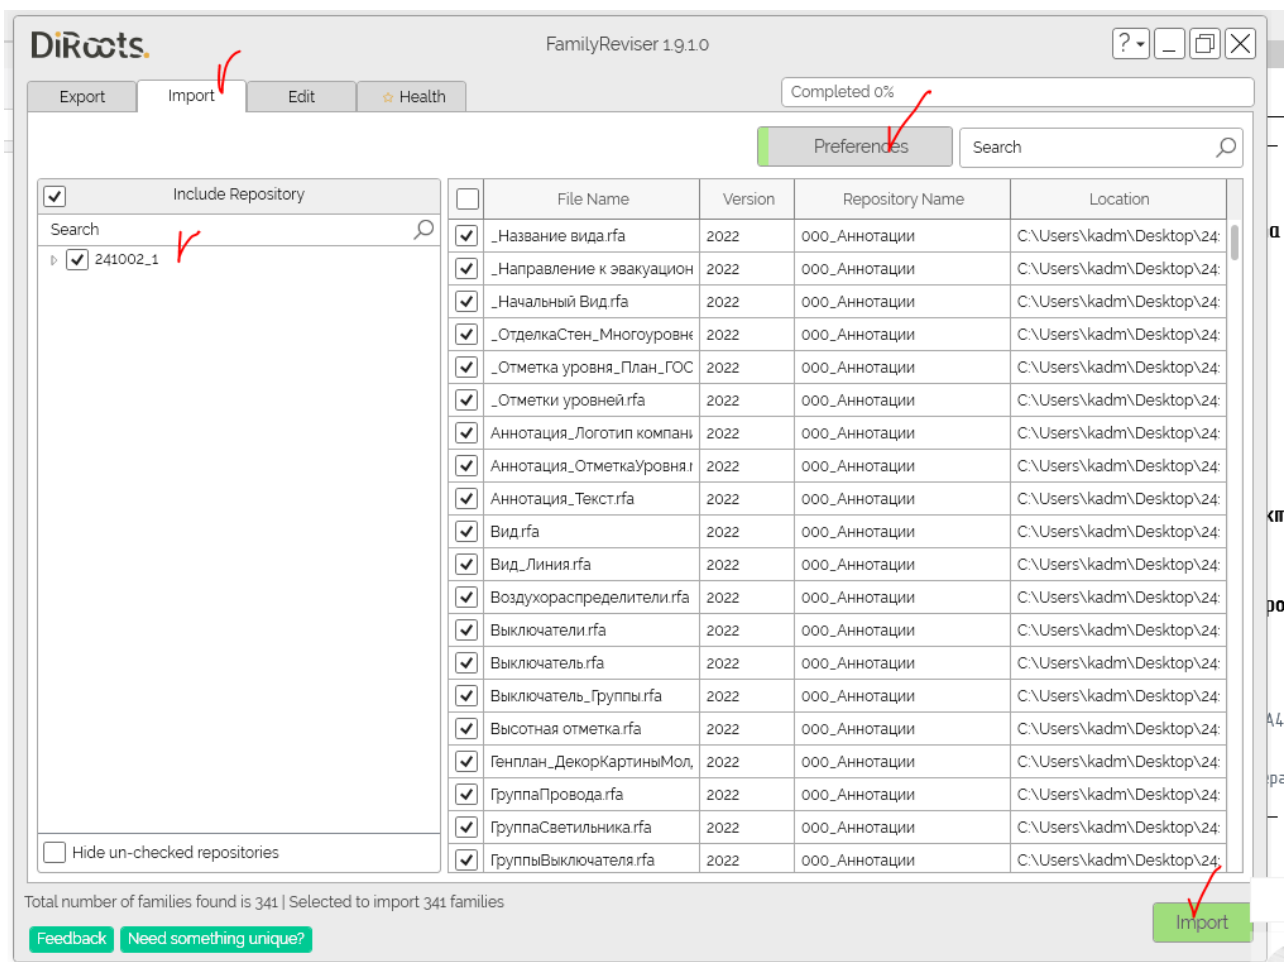 DiRoots.
FamilyReviser 1.9.1.0
?
Export
Import
Edit
Health
Completed 0%
Preferences
Search
Include Repository
Search
241002_1
Hide un-checked repositories
File Name Version Repository Name Location
_Название вида.rfa 2022 000_Аннотации C:\Users\kadm\Desktop\24:
_Направление к эвакуацион 2022 000_Аннотации C:\Users\kadm\Desktop\24:
_Начальный Вид.rfa 2022 000_Аннотации C:\Users\kadm\Desktop\24:
_ОтделкаСтен_Многоуровне 2022 000_Аннотации C:\Users\kadm\Desktop\24:
_Отметка уровня_План_ГОС 2022 000_Аннотации C:\Users\kadm\Desktop\24:
_Отметки уровней.rfa 2022 000_Аннотации C:\Users\kadm\Desktop\24:
Аннотация_Логотип компани 2022 000_Аннотации C:\Users\kadm\Desktop\24:
Аннотация_ОтметкаУровня.r 2022 000_Аннотации C:\Users\kadm\Desktop\24:
Аннотация_Текст.rfa 2022 000_Аннотации C:\Users\kadm\Desktop\24:
Вид.rfa 2022 000_Аннотации C:\Users\kadm\Desktop\24:
Вид_Линия.rfa 2022 000_Аннотации C:\Users\kadm\Desktop\24:
Воздухораспределители.rfa 2022 000_Аннотации C:\Users\kadm\Desktop\24:
Выключатели.rfa 2022 000_Аннотации C:\Users\kadm\Desktop\24:
Выключатель.rfa 2022 000_Аннотации C:\Users\kadm\Desktop\24:
Выключатель_Группы.rfa 2022 000_Аннотации C:\Users\kadm\Desktop\24:
Высотная отметка.rfa 2022 000_Аннотации C:\Users\kadm\Desktop\24:
Генплан_ДекорКартиныМол, 2022 000_Аннотации C:\Users\kadm\Desktop\24:
ГруппаПровода.rfa 2022 000_Аннотации C:\Users\kadm\Desktop\24:
ГруппаСветильника.rfa 2022 000_Аннотации C:\Users\kadm\Desktop\24:
ГруппыВыключателя.rfa 2022 000_Аннотации C:\Users\kadm\Desktop\24:
Total number of families found is 341 | Selected to import 341 families
Feedback
Need something unique?
Import